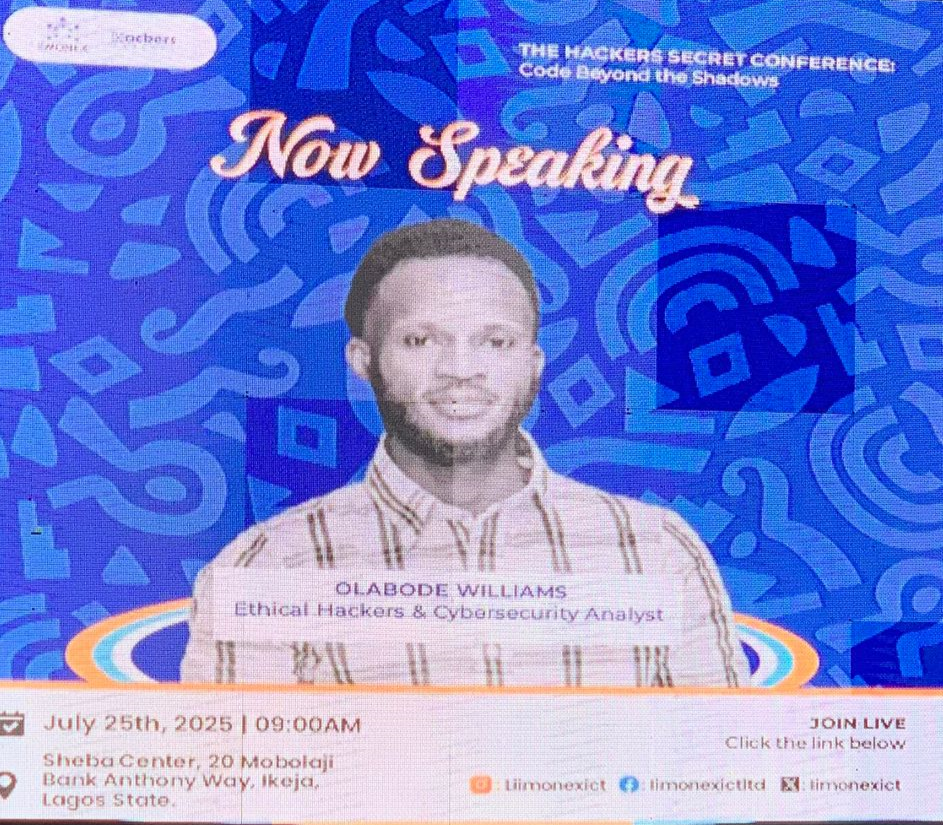 Hackers
THE HACKERS SECRET CONFERENCE:
Code Beyond the Shadows
Now Speaking
OLABODE WILLIAMS
Ethical Hackers & Cybersecurity Analyst
July 25th, 2025 | 09:00AM
Sheba Center, 20 Mobolaji
Bank Anthony Way, Ikeja,
Lagos State.
JOIN LIVE
Click the link below
: Liimonexict : limonexictltd : limonexict